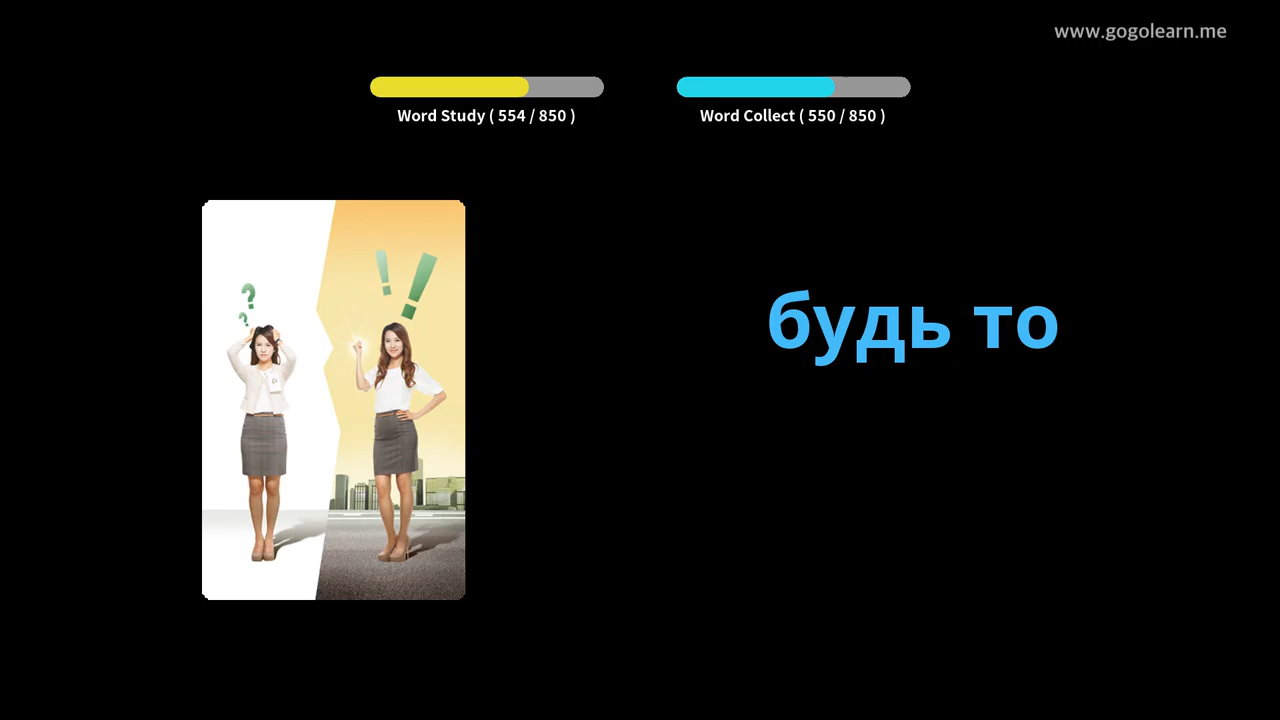 www.gogolearn.me
Word Study ( 554 / 850 )
Word Collect ( 550 / 850 )
? ?
! !
будь то